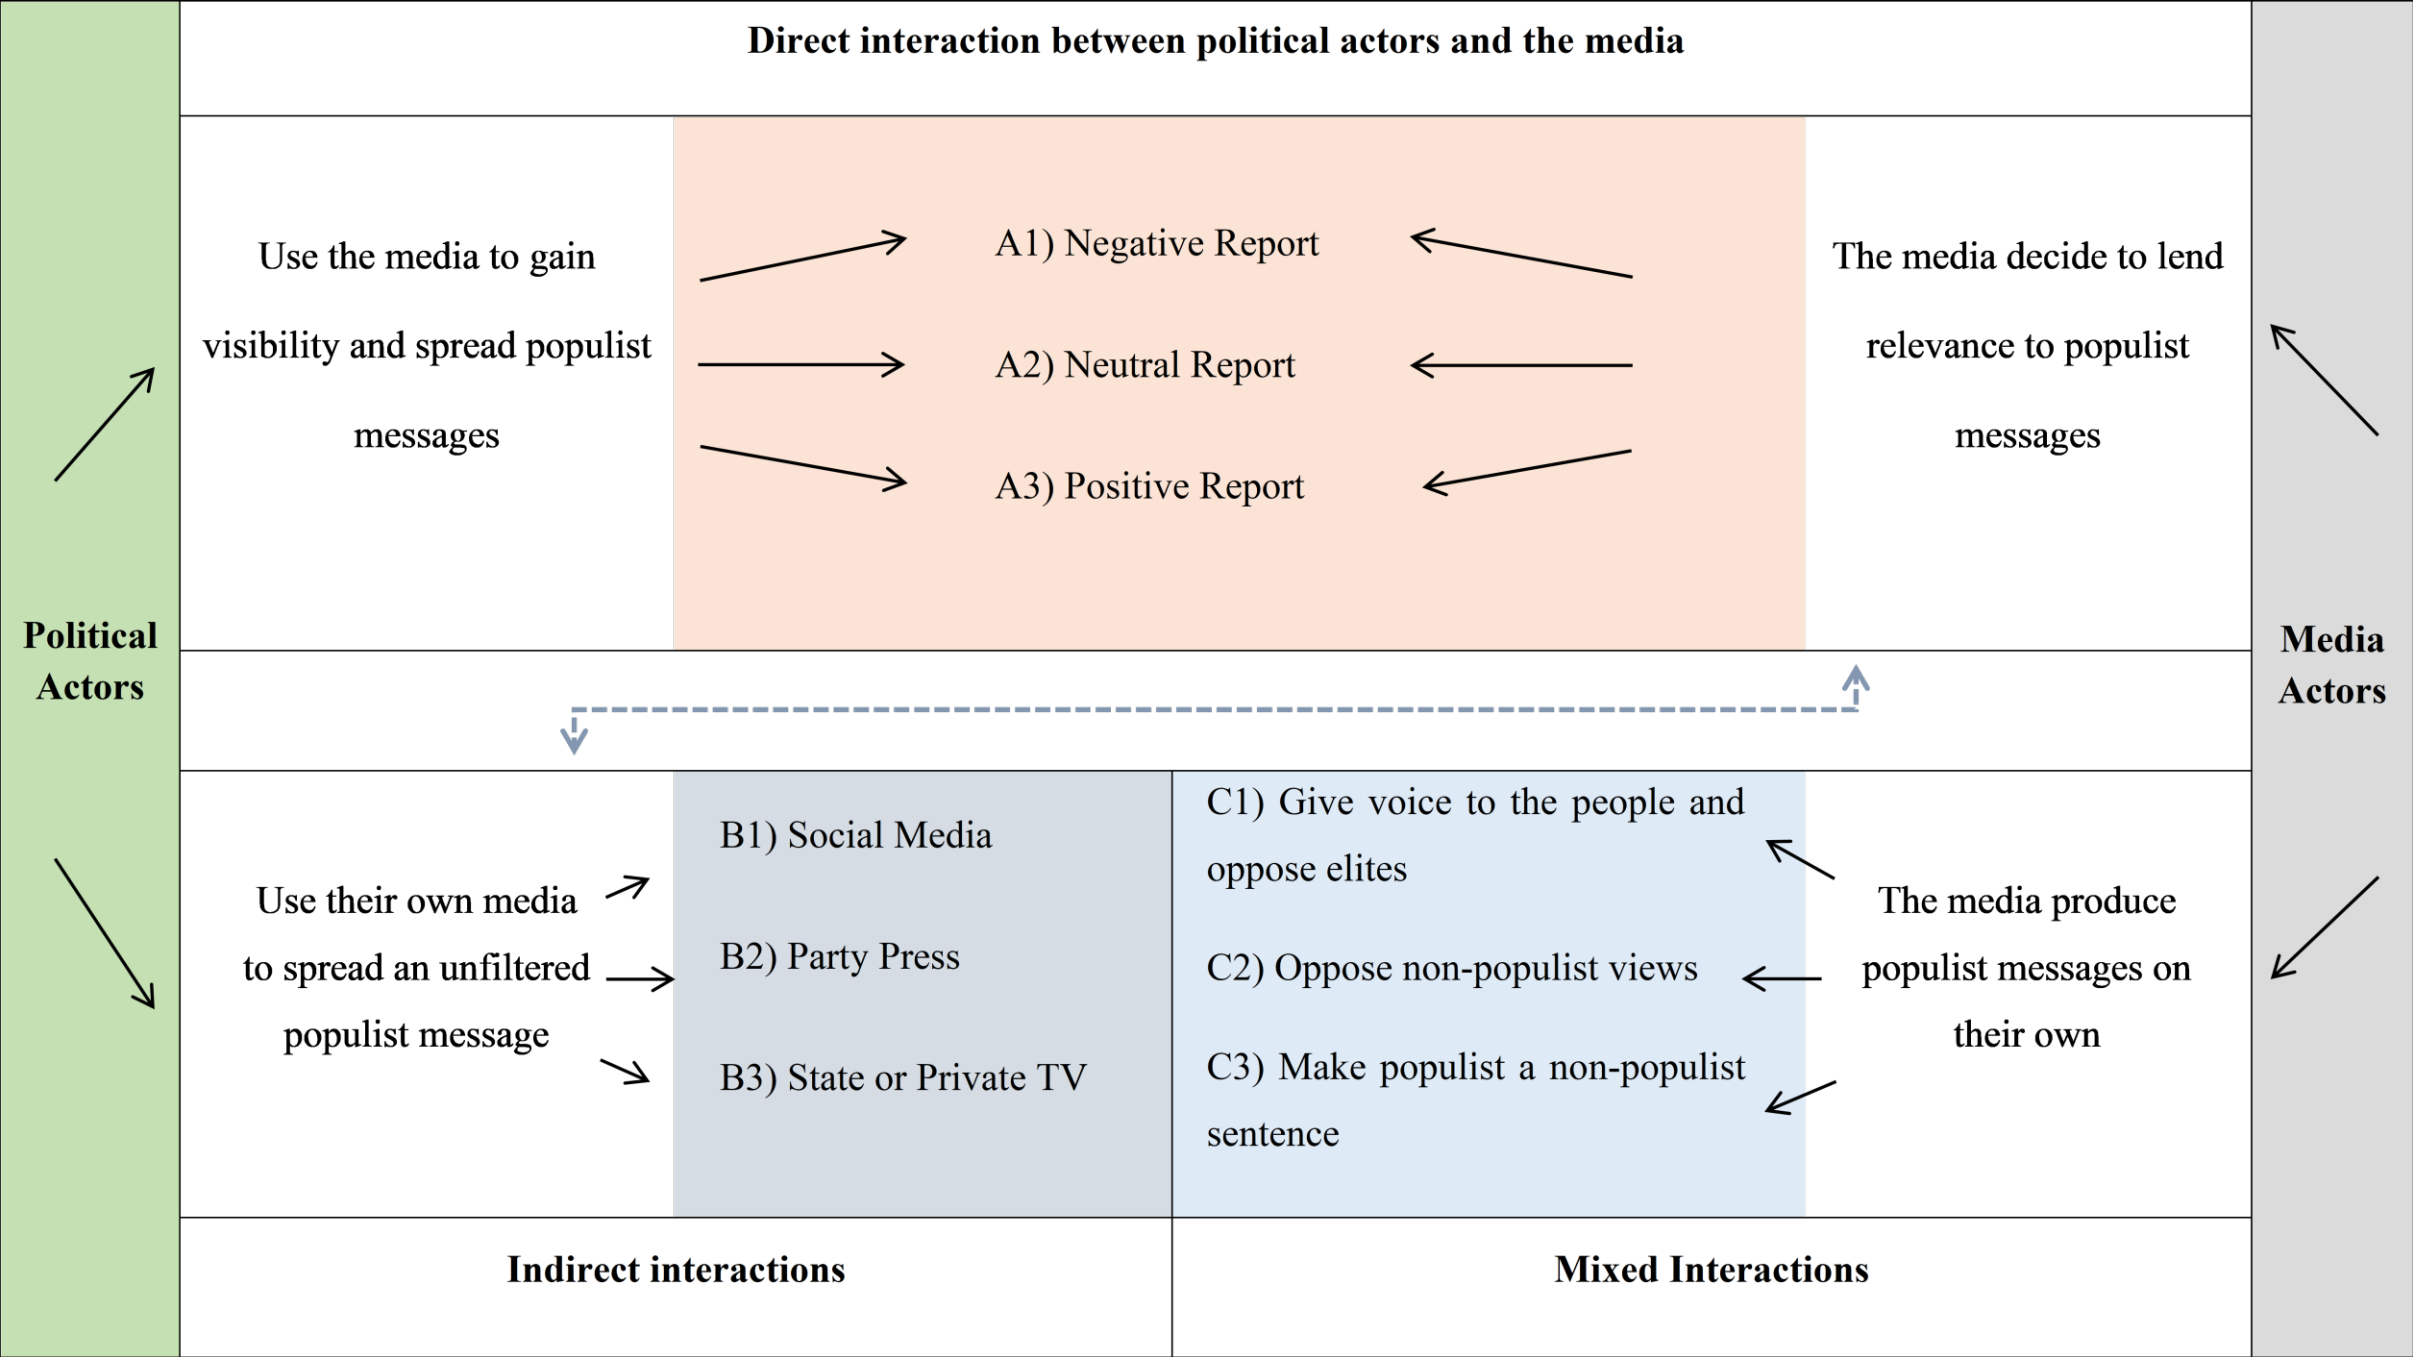 Direct interaction between political actors and the media
Use the media to gain
visibility and spread populist
messages
A1) Negative Report
A2) Neutral Report
A3) Positive Report
The media decide to lend
relevance to populist
messages
Political
Actors
Media
Actors
Use their own media
to spread an unfiltered
populist message
B1) Social Media
B2) Party Press
B3) State or Private TV
C1) Give voice to the people and
oppose elites
C2) Oppose non-populist views
C3) Make populist a non-populist
sentence
The media produce
populist messages on
their own
Indirect interactions
Mixed Interactions